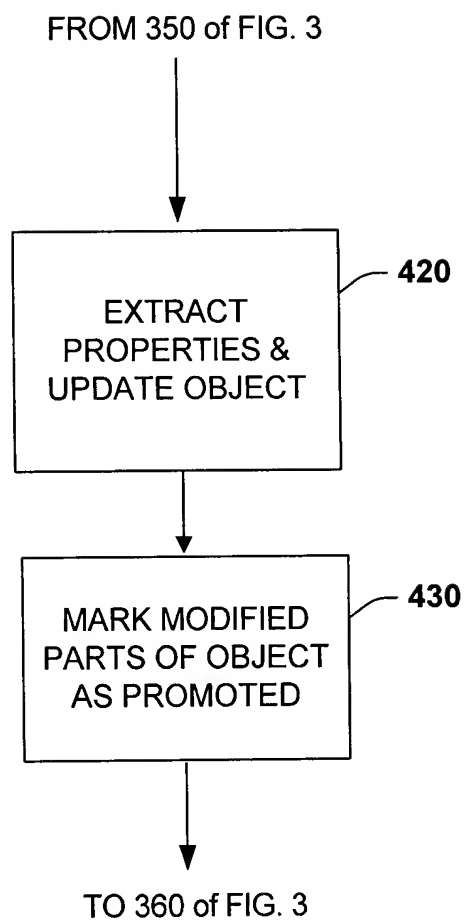 FROM 350 of FIG. 3
420
EXTRACT
PROPERTIES &
UPDATE OBJECT
430
MARK MODIFIED
PARTS OF OBJECT
AS PROMOTED
TO 360 of FIG. 3